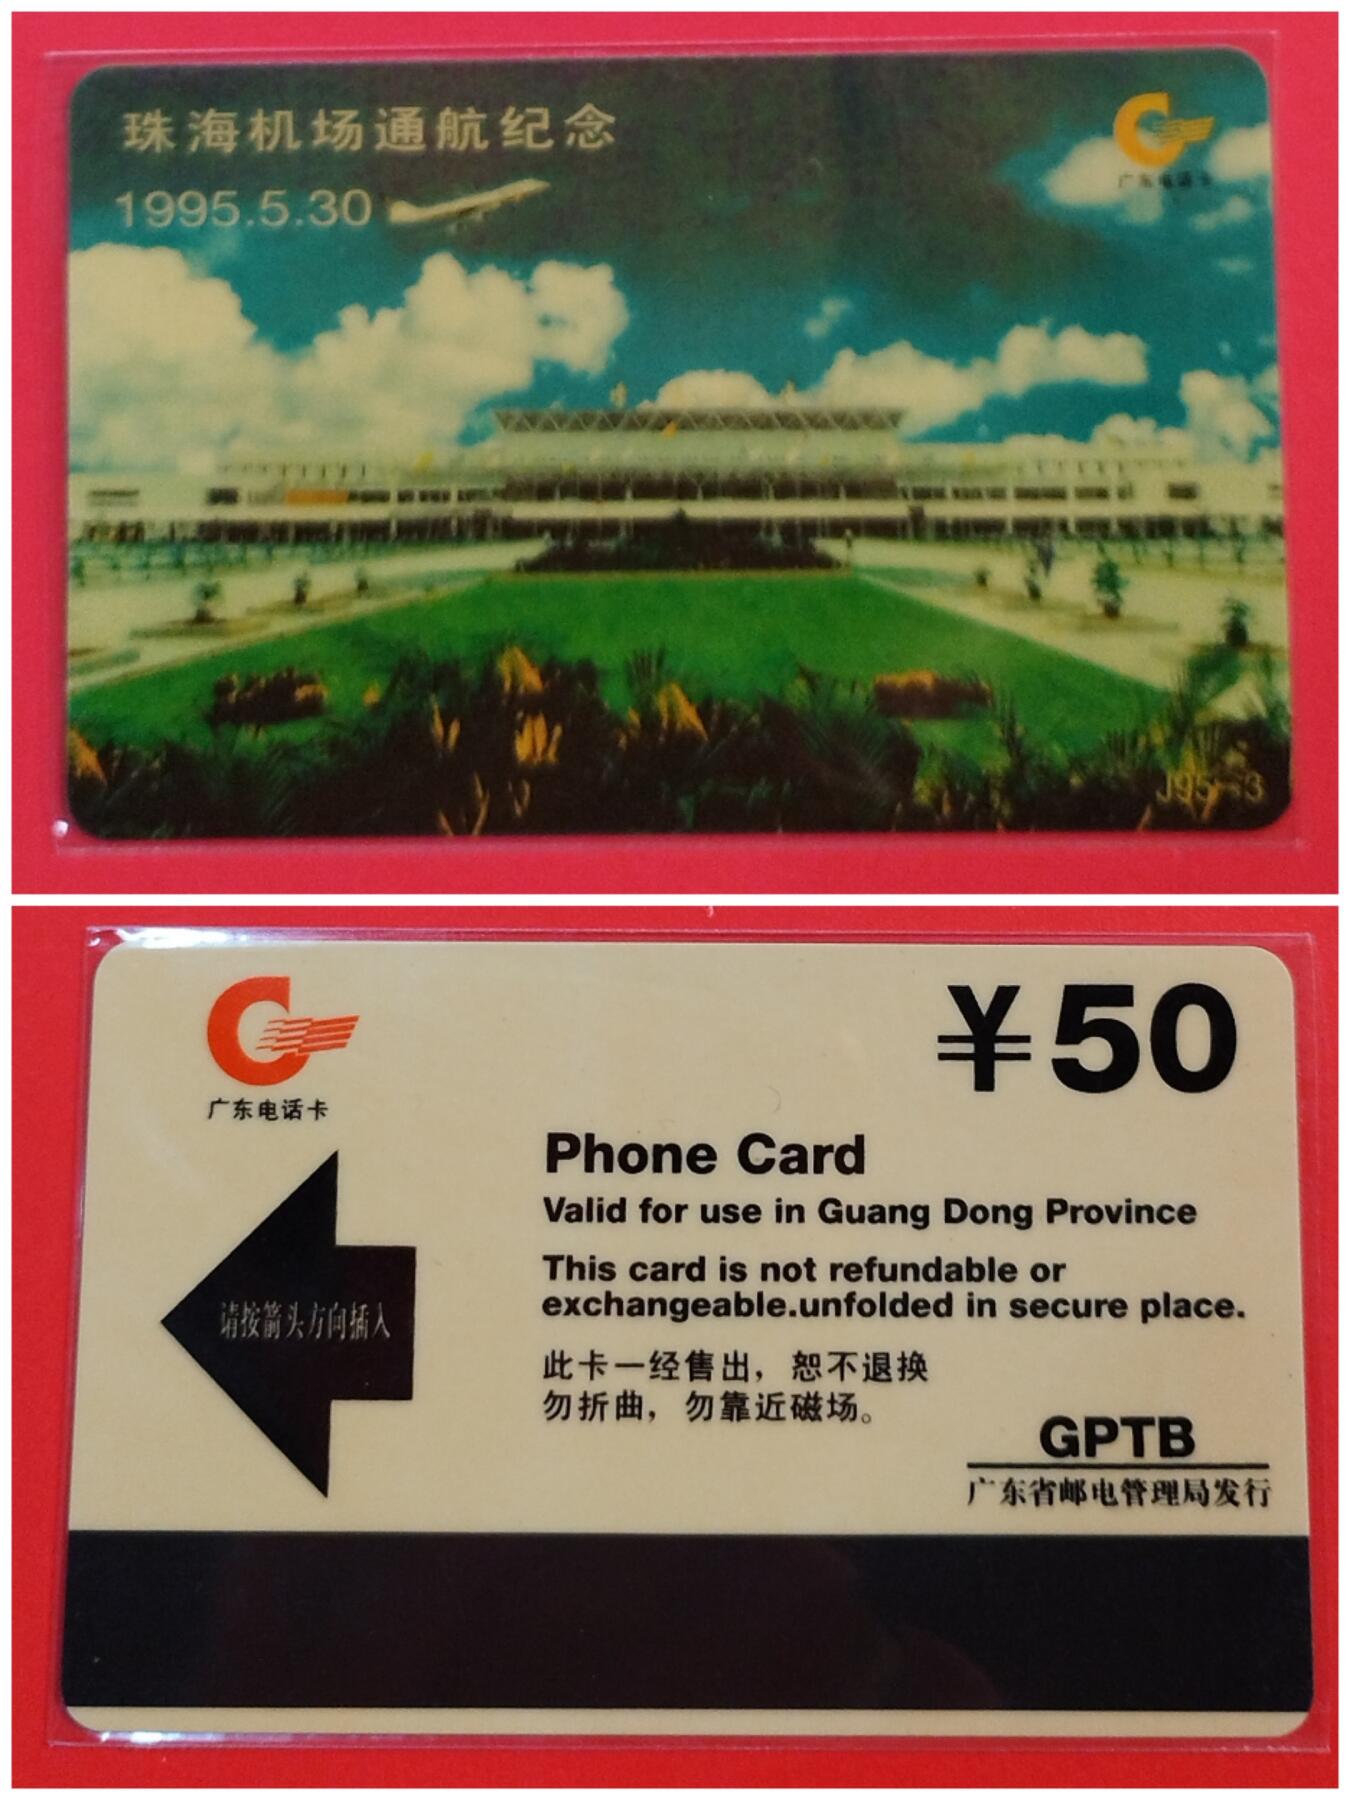 珠海机场通航纪念
1995.5.30
广东电话卡
J95-3
广东电话卡
¥50
Phone Card
Valid for use in Guang Dong Province
This card is not refundable or
exchangeable.unfolded in secure place.
请按箭头方向插入
此卡一经售出，恕不退换
勿折曲，勿靠近磁场。
GPTB
广东省邮电管理局发行